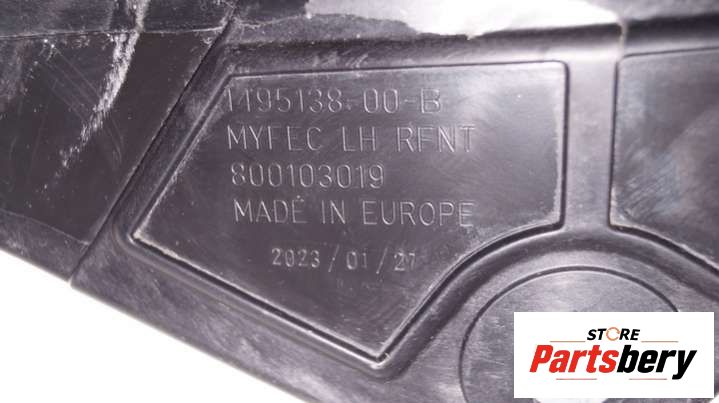 1495138-00-B
MYFEC LH RFNT
800103019
MADE IN EUROPE
2023/01/27
STORE
Partsbery